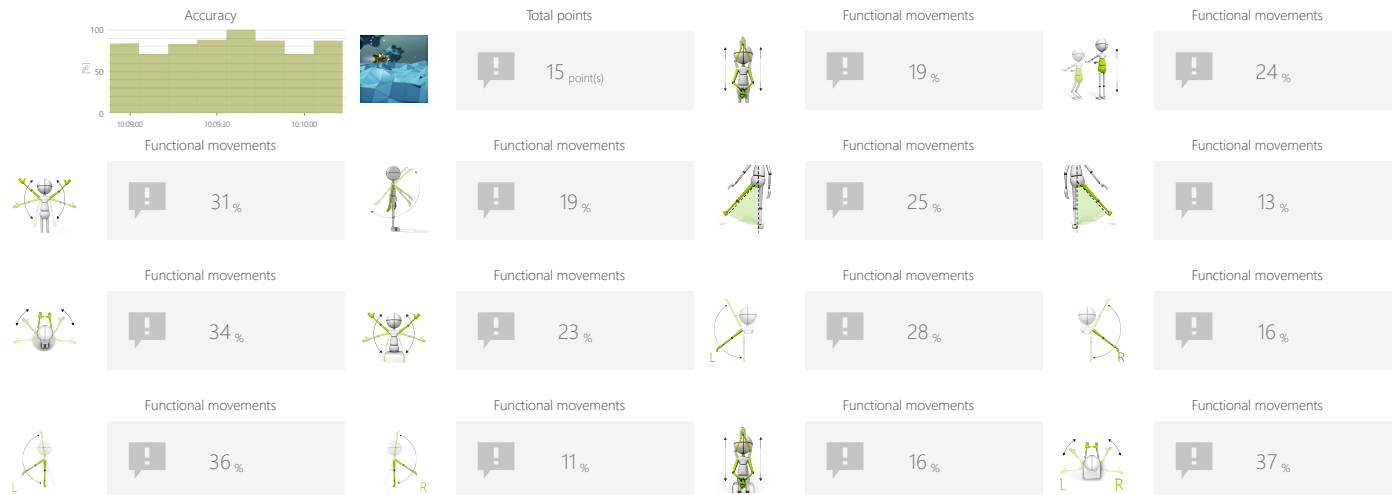 Accuracy
Total points
Functional movements
Functional movements
100
50
0
[%]
10:09:00
10:09:30
10:10:00
15 point(s)
19 %
24 %
Functional movements
Functional movements
Functional movements
Functional movements
31 %
19 %
25 %
13 %
Functional movements
Functional movements
Functional movements
Functional movements
34 %
23 %
28 %
16 %
L
R
Functional movements
Functional movements
Functional movements
Functional movements
36 %
11 %
16 %
37 %
L
R
L
R